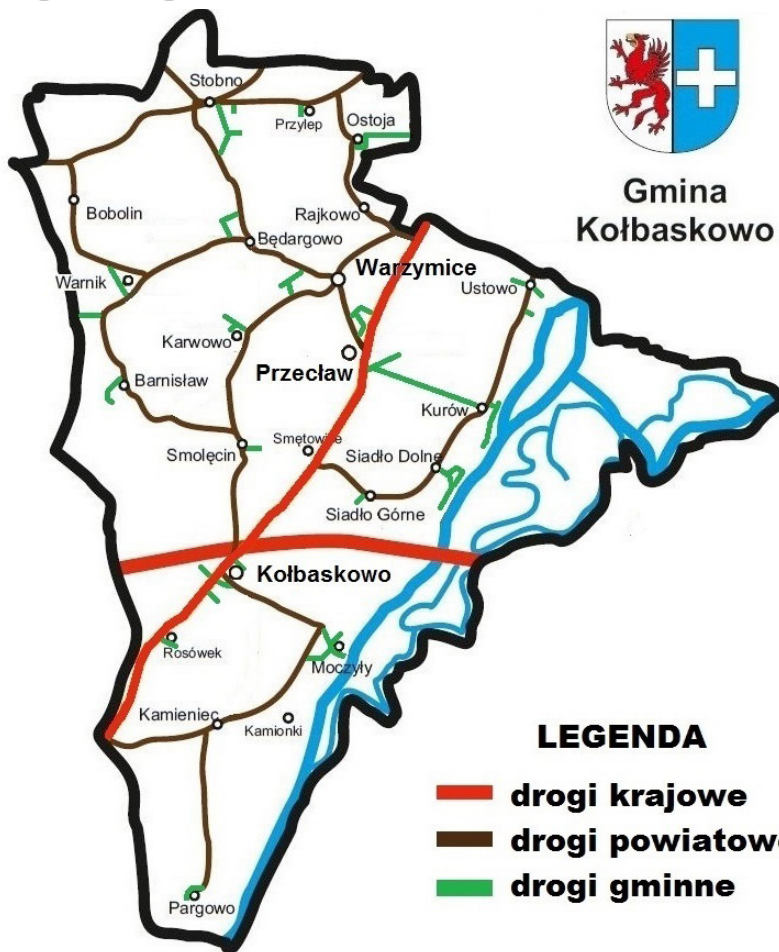 Stobno
Przylep
Ostoja
Gmina
Kołbaskowo
Bobolin
Rajkowo
Będargowo
Warnik
Warzymice
Ustowo
Karwowo
Przecław
Barnisław
Kurów
Smolęcin
Smętowice
Siadło Dolne
Siadło Górne
Kołbaskowo
Rosówek
Moczyły
Kamieniec
Kamionki
LEGENDA
drogi krajowe
drogi powiatowe
drogi gminne
Pargowo